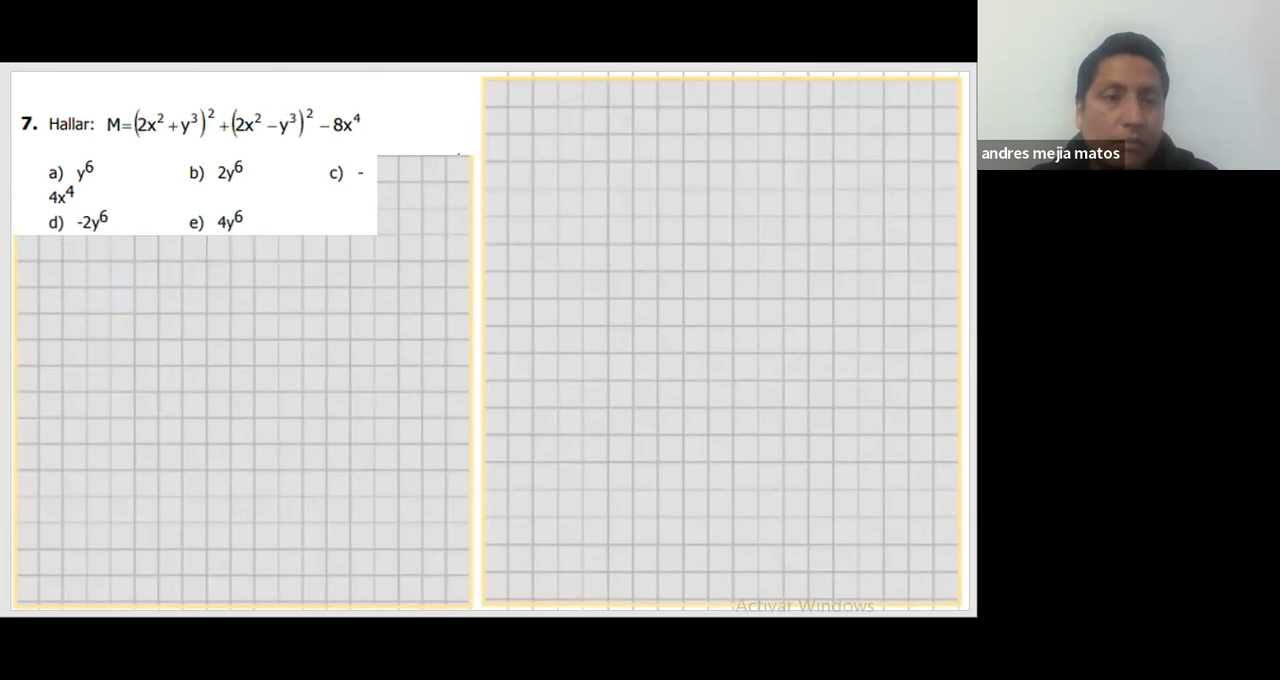 7. Hallar: M=(2x² +y³)² +(2x² −y³)² −8x⁴
a) y⁶ b) 2y⁶ c) -
4x⁴
d) -2y⁶ e) 4y⁶
andres mejia matos
Activar Windows